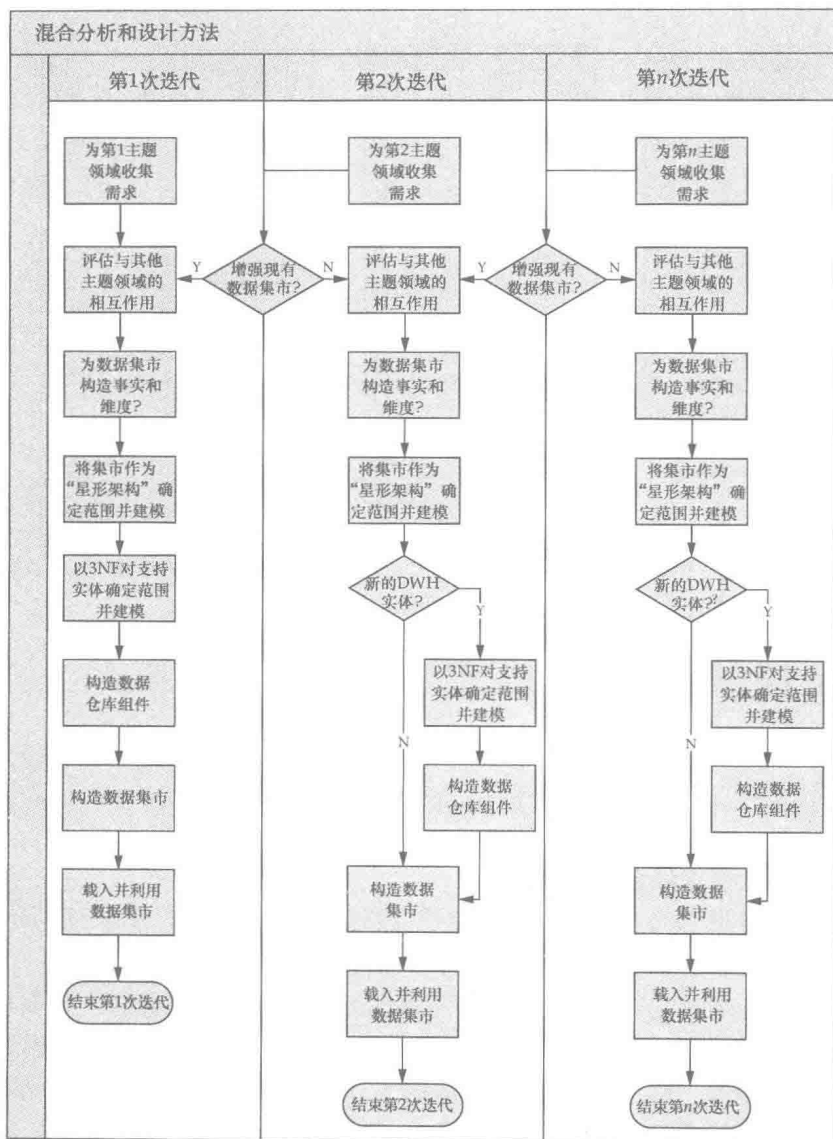 混合分析和设计方法
第1次迭代
第2次迭代
第n次迭代
为第1主题
领域收集
需求
为第2主题
领域收集
需求
为第n主题
领域收集
需求
评估与其他
主题领域的
相互作用
Y
增强现有
数据集市?
N
评估与其他
主题领域的
相互作用
Y
增强现有
数据集市?
N
评估与其他
主题领域的
相互作用
为数据集市
构造事实和
维度?
为数据集市
构造事实和
维度?
为数据集市
构造事实和
维度?
将集市作为
“星形架构”确
定范围并建模
将集市作为
“星形架构”确
定范围并建模
将集市作为
“星形架构”确
定范围并建模
以3NF对支持
实体确定范围
并建模
新的DWH
实体?
Y
新的DWH
实体?
Y
构造数据
仓库组件
以3NF对支持
实体确定范围
并建模
以3NF对支持
实体确定范围
并建模
N
N
构造数据集市
构造数据
仓库组件
构造数据
仓库组件
载入并利用
数据集市
构造数据
集市
构造数据
集市
结束第1次迭代
载入并利用
数据集市
载入并利用
数据集市
结束第2次迭代
结束第n次迭代